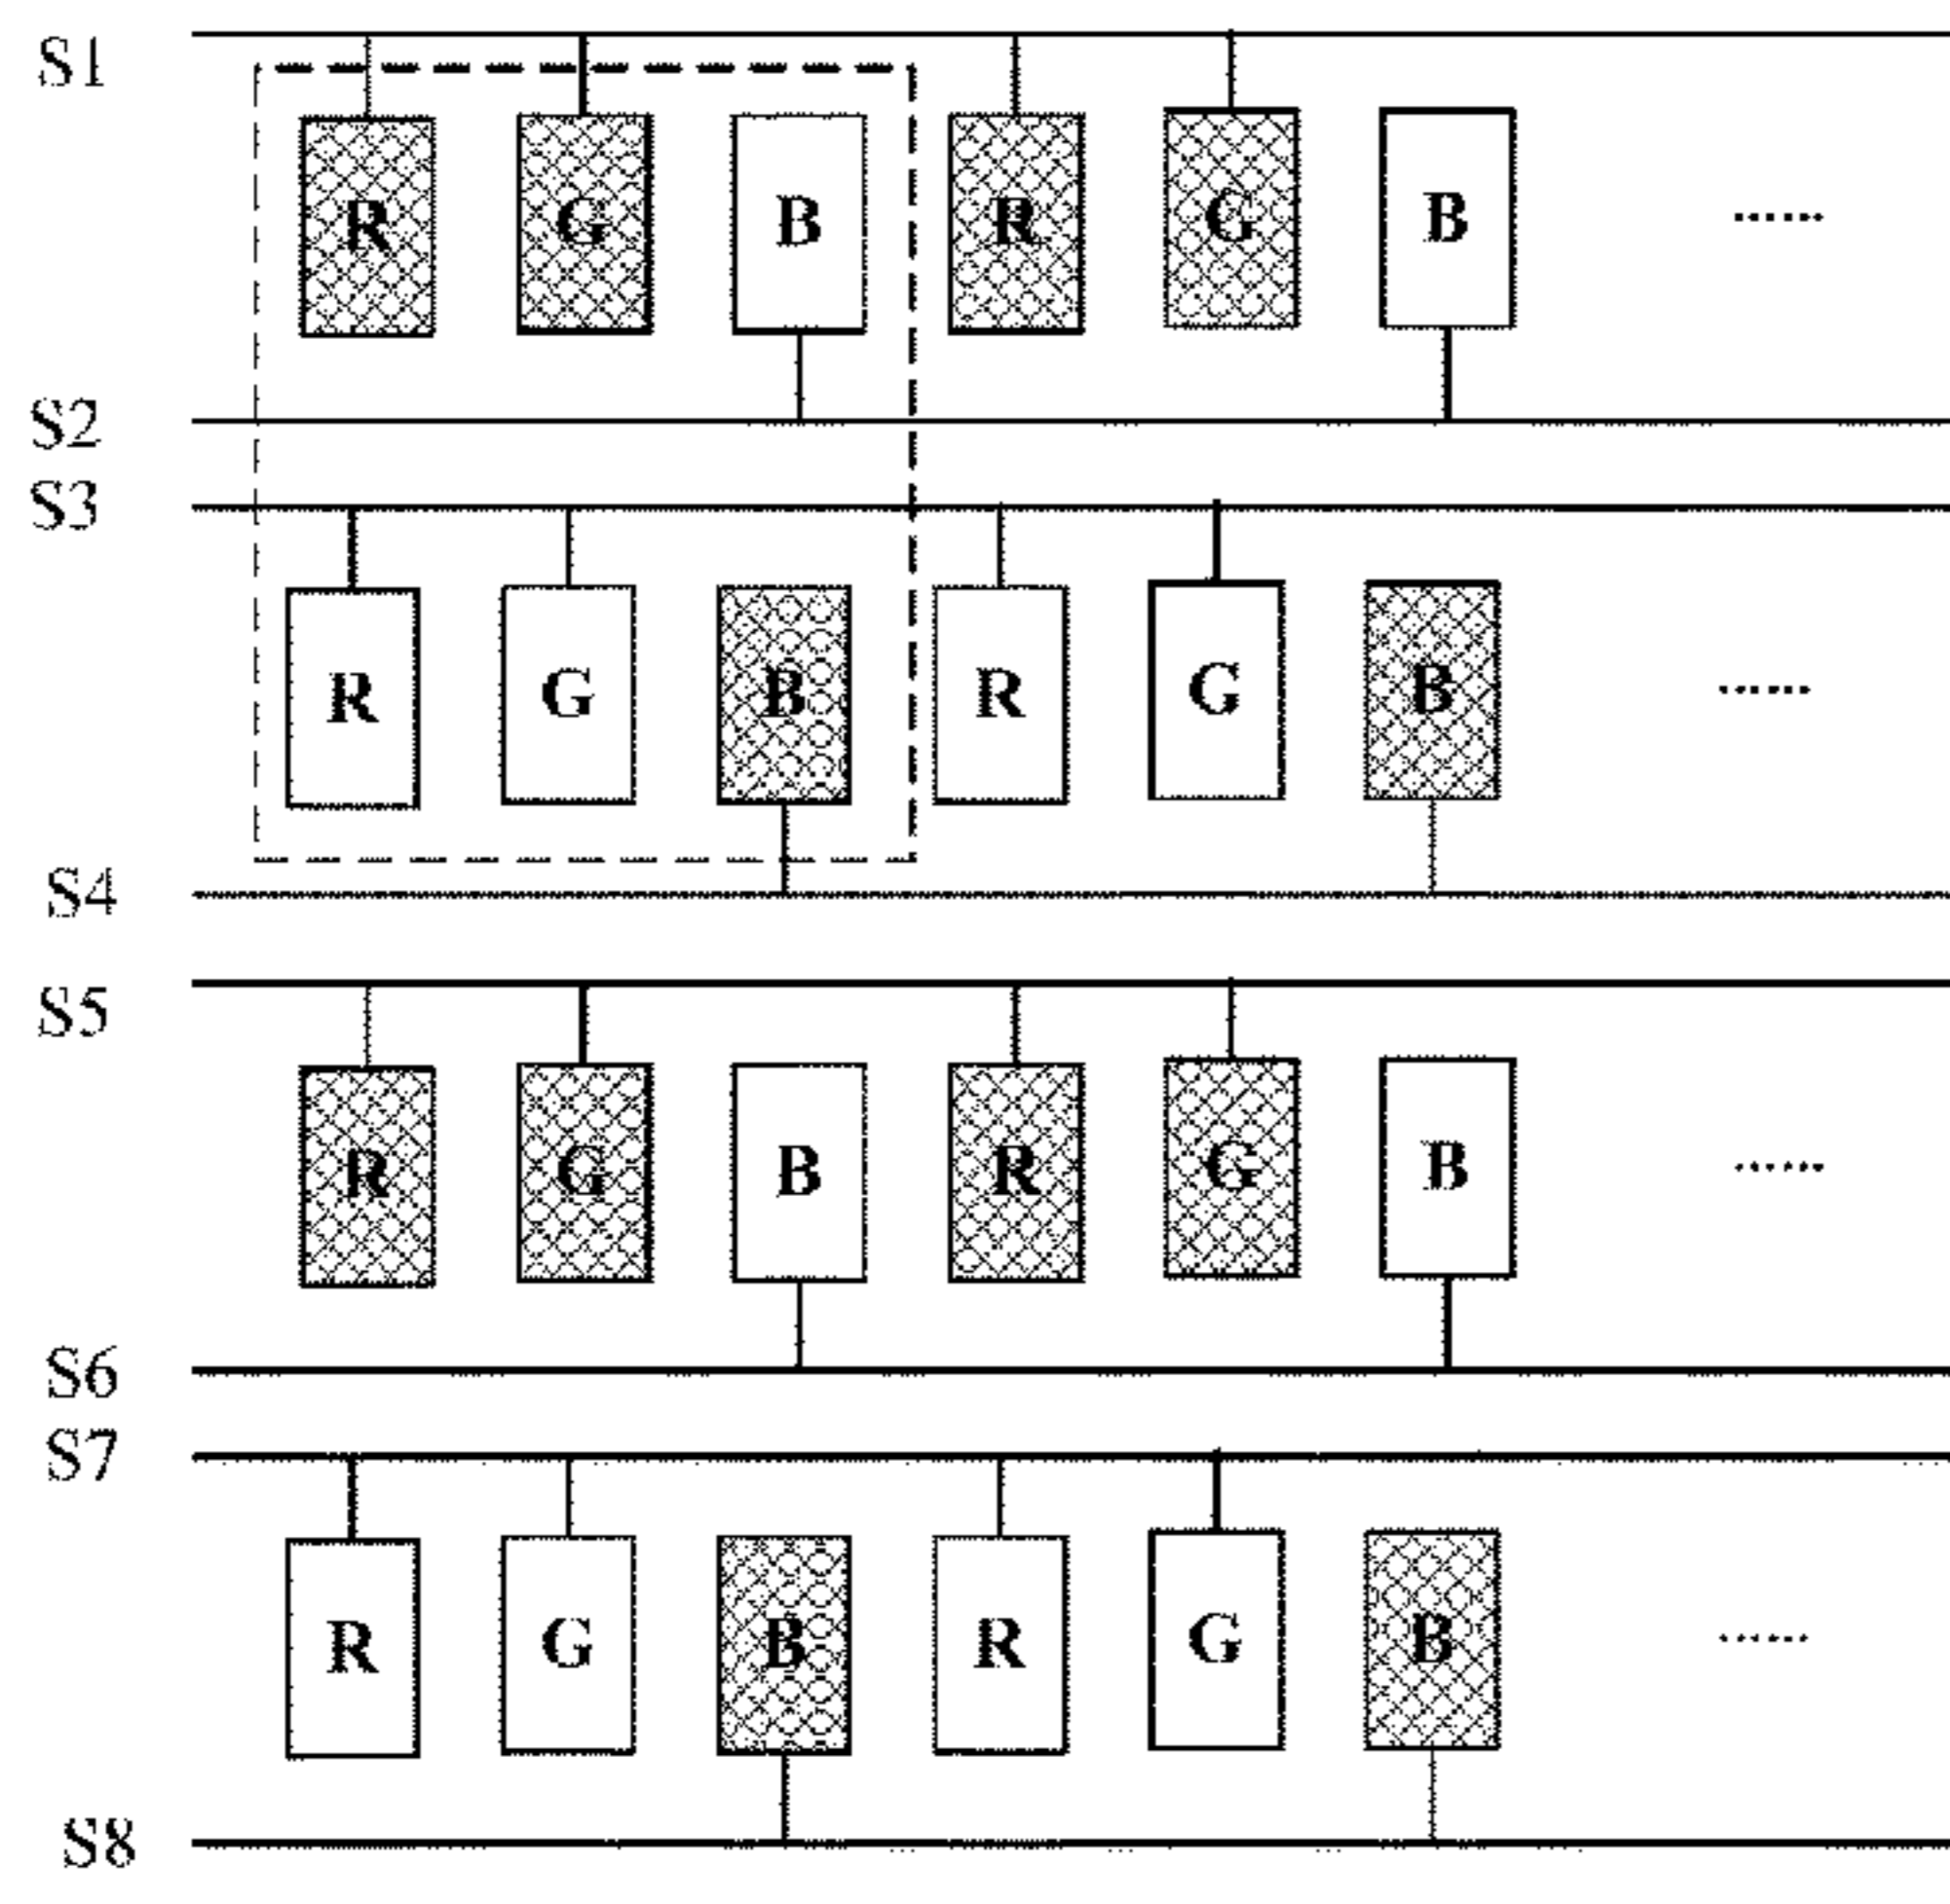 S1
R G B R G B ......
S2
S3
R G B R G B ......
S4
S5
R G B R G B ......
S6
S7
R G B R G B ......
S8